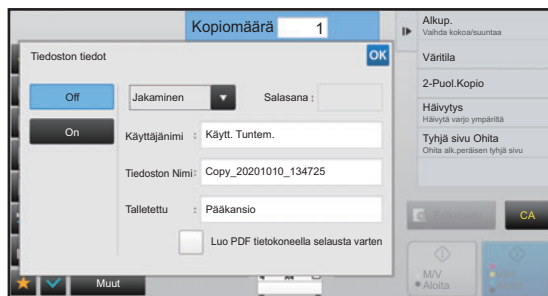 Kopiomäärä 1
Tiedoston tiedot
OK
Off
On
Jakaminen
Salasana :
Käyttäjänimi : Käytt. Tuntem.
Tiedoston Nimi: Copy_20201010_134725
Talletettu : Pääkansio
Luo PDF tietokoneella selausta varten
Muut
Alkup.
Vaihda kokoa/suuntaa
Väritila
2-Puol.Kopio
Häivytys
Häivytä varjo ympäriltä
Tyhjä sivu Ohita
Ohita alk.peräisen tyhjä sivu
CA
M/V
Aloita